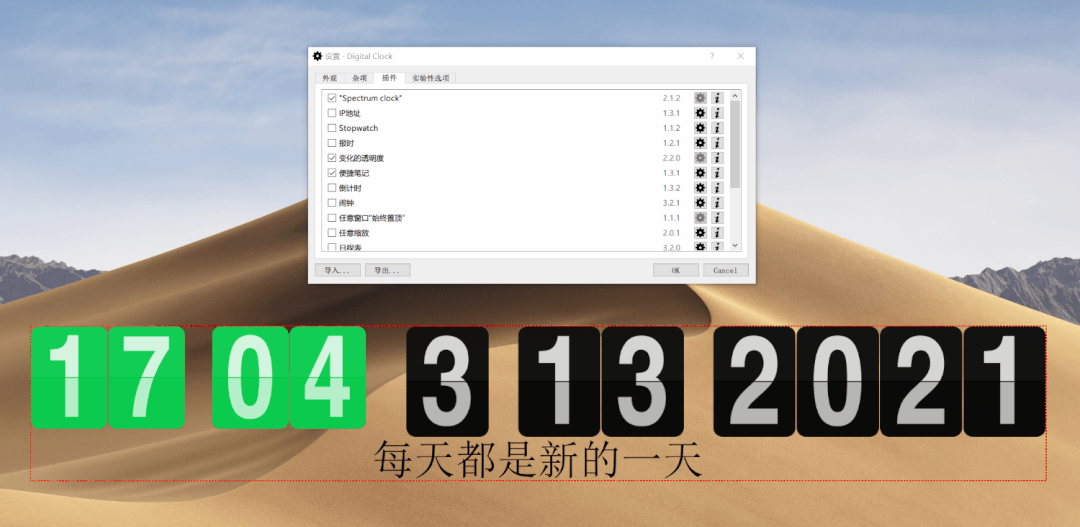 设置 - Digital Clock
外观 杂项 插件 实验性选项
"Spectrum clock" 2.1.2
IP地址 1.3.1
Stopwatch 1.1.2
报时 1.2.1
变化的透明度 2.2.0
便捷笔记 1.3.1
倒计时 1.3.2
闹钟 3.2.1
任意窗口"始终置顶" 1.1.1
任意缩放 2.0.1
日程表 3.2.0
导入... 导出... OK Cancel
17 04 3 13 2021
每天都是新的一天